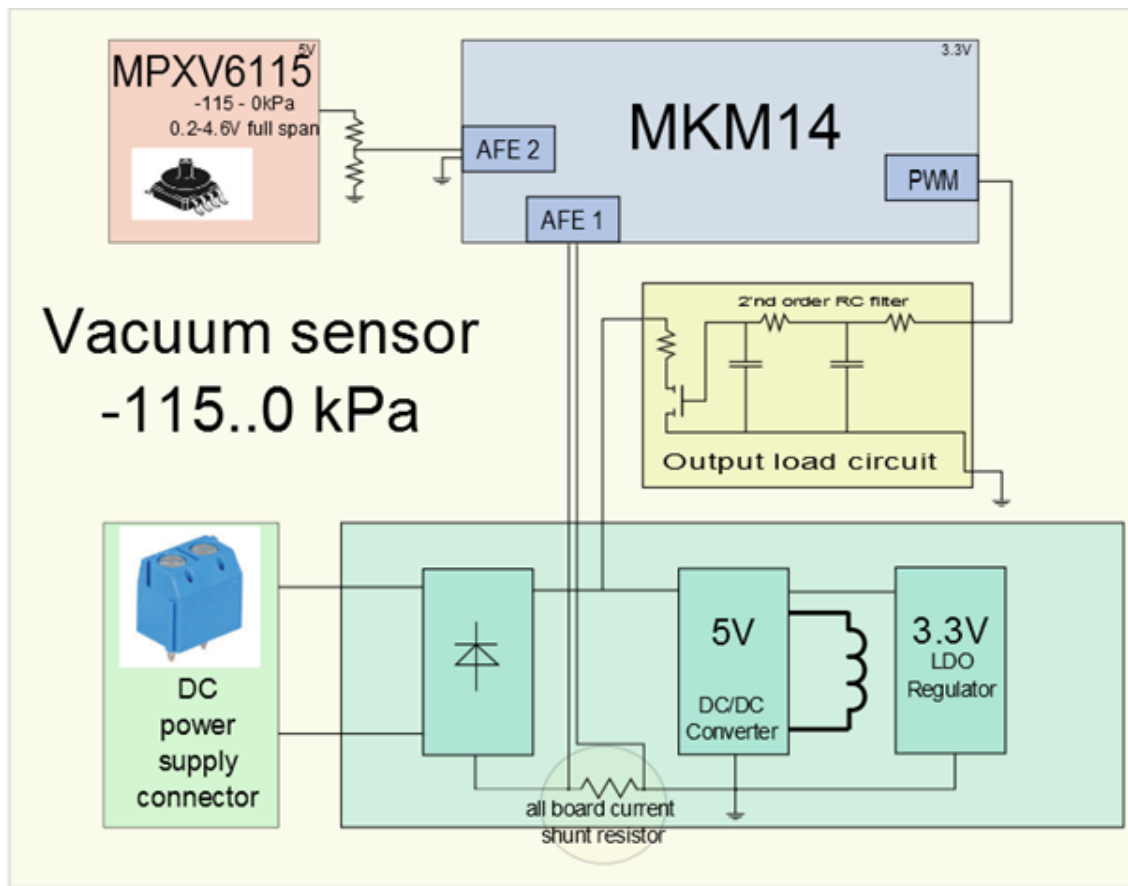 5V
MPXV6115
-115 - 0kPa
0.2-4.6V full span
3.3V
MKM14
AFE 2
PWM
AFE 1
2'nd order RC filter
Output load circuit
Vacuum sensor
-115..0 kPa
DC
power
supply
connector
5V
DC/DC
Converter
3.3V
LDO
Regulator
all board current
shunt resistor